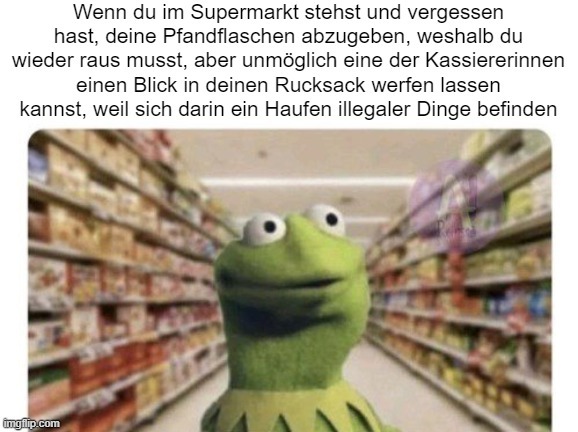 Wenn du im Supermarkt stehst und vergessen
hast, deine Pfandflaschen abzugeben, weshalb du
wieder raus musst, aber unmöglich eine der Kassiererinnen
einen Blick in deinen Rucksack werfen lassen
kannst, weil sich darin ein Haufen illegaler Dinge befinden
imgflip.com